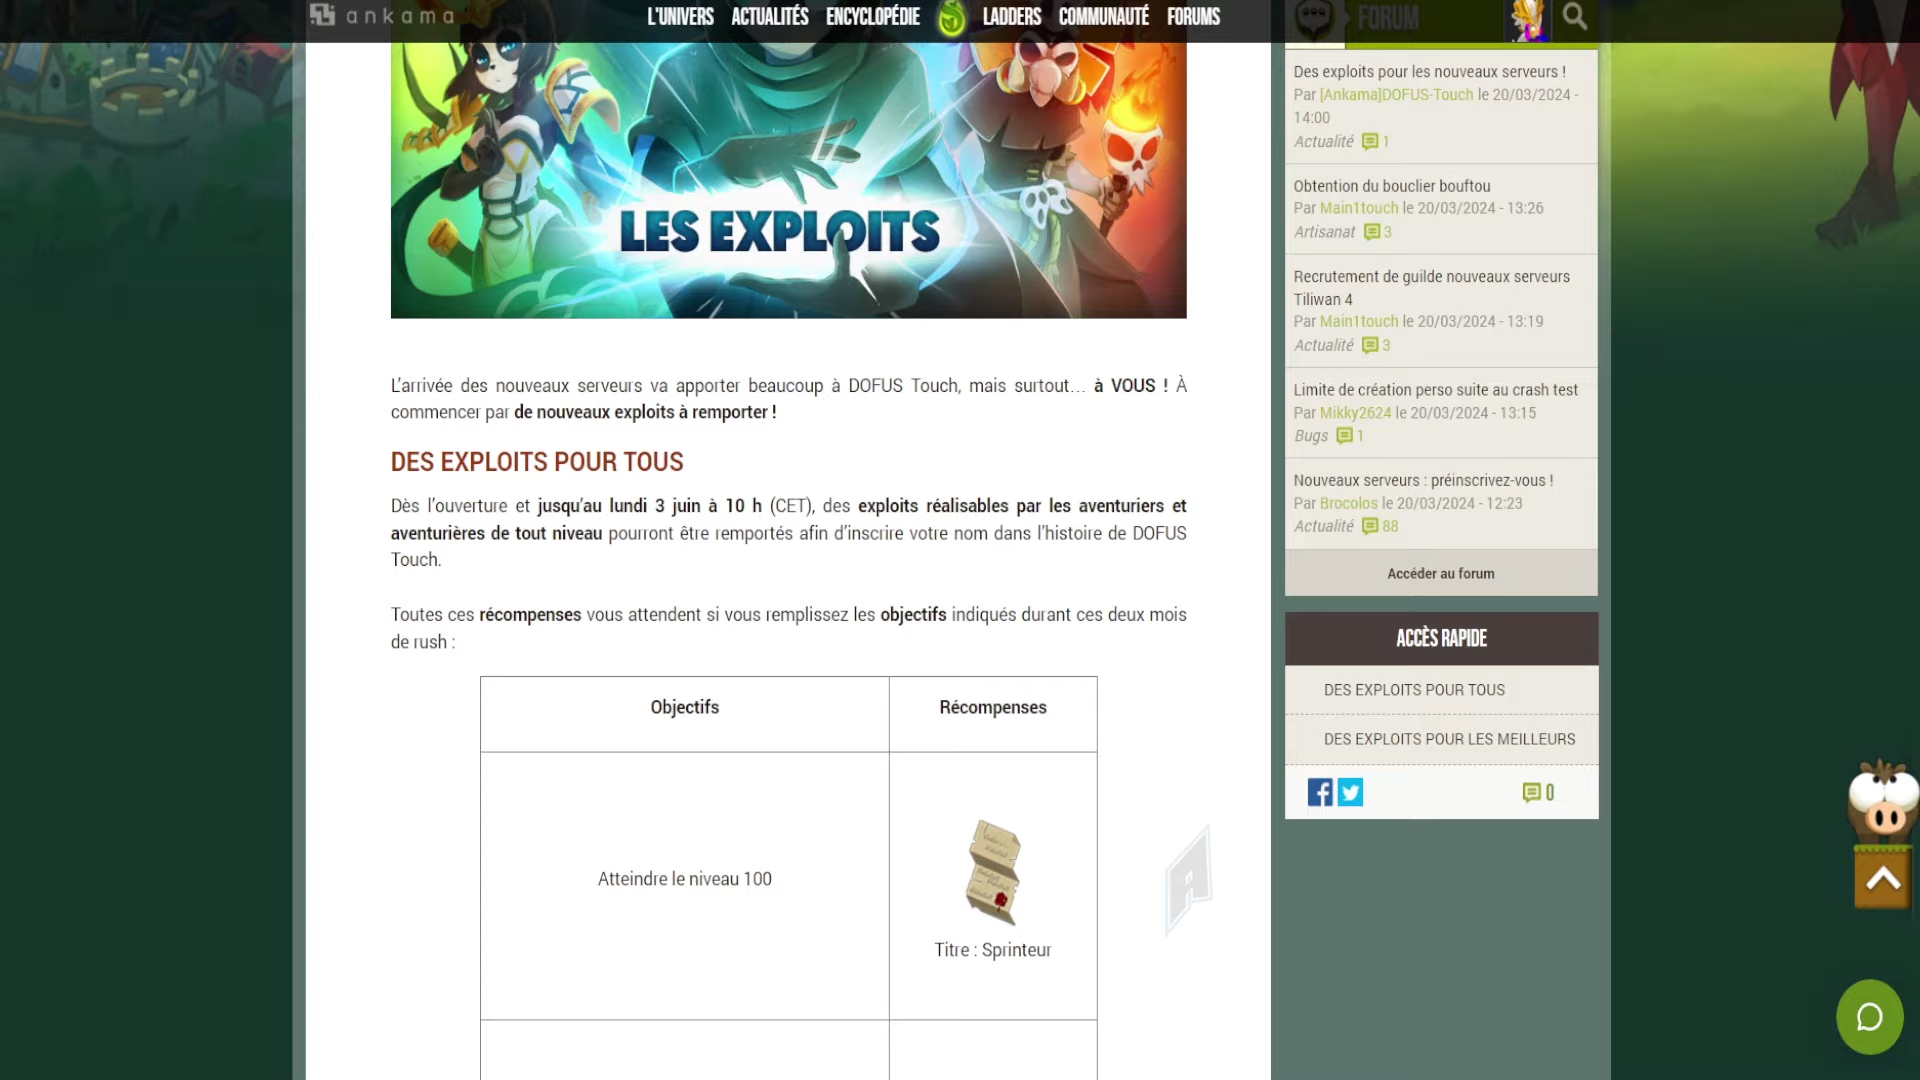 ankama
L'UNIVERS ACTUALITÉS ENCYCLOPÉDIE LADDERS COMMUNAUTÉ FORUMS
FORUM
LES EXPLOITS
L'arrivée des nouveaux serveurs va apporter beaucoup à DOFUS Touch, mais surtout... à VOUS ! À
commencer par de nouveaux exploits à remporter !
DES EXPLOITS POUR TOUS
Dès l'ouverture et jusqu'au lundi 3 juin à 10 h (CET), des exploits réalisables par les aventuriers et
aventurières de tout niveau pourront être remportés afin d'inscrire votre nom dans l'histoire de DOFUS
Touch.
Toutes ces récompenses vous attendent si vous remplissez les objectifs indiqués durant ces deux mois
de rush :
Objectifs Récompenses
Atteindre le niveau 100
Titre : Sprinteur
Des exploits pour les nouveaux serveurs !
Par [Ankama]DOFUS-Touch le 20/03/2024 -
14:00
Actualité 1
Obtention du bouclier bouftou
Par Main1touch le 20/03/2024 - 13:26
Artisanat 3
Recrutement de guilde nouveaux serveurs
Tiliwan 4
Par Main1touch le 20/03/2024 - 13:19
Actualité 3
Limite de création perso suite au crash test
Par Mikky2624 le 20/03/2024 - 13:15
Bugs 1
Nouveaux serveurs : préinscrivez-vous !
Par Brocolos le 20/03/2024 - 12:23
Actualité 88
Accéder au forum
ACCÈS RAPIDE
DES EXPLOITS POUR TOUS
DES EXPLOITS POUR LES MEILLEURS
0